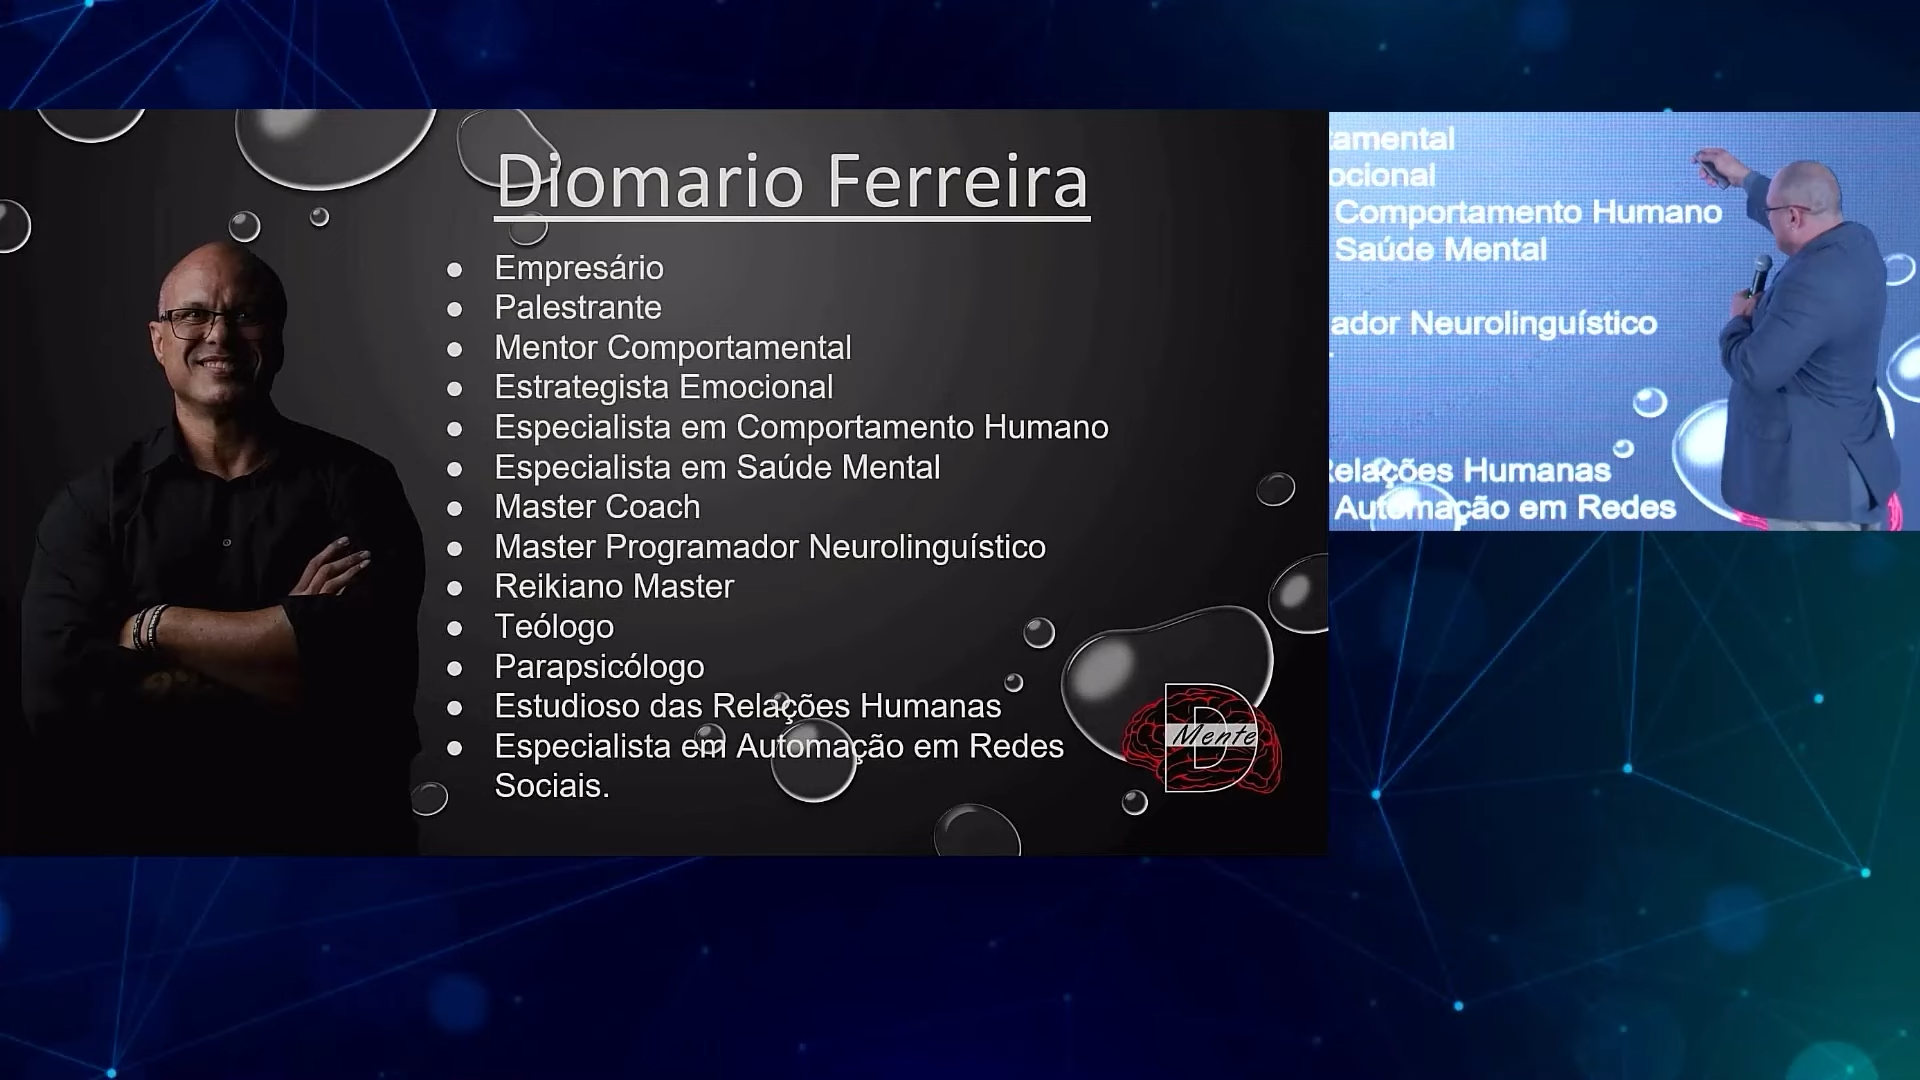 Diomario Ferreira
● Empresário
● Palestrante
● Mentor Comportamental
● Estrategista Emocional
● Especialista em Comportamento Humano
● Especialista em Saúde Mental
● Master Coach
● Master Programador Neurolinguístico
● Reikiano Master
● Teólogo
● Parapsicólogo
● Estudioso das Relações Humanas
● Especialista em Automação em Redes
Sociais.
D Mente
tamental
ocional
Comportamento Humano
Saúde Mental
ador Neurolinguístico
Relações Humanas
Automação em Redes